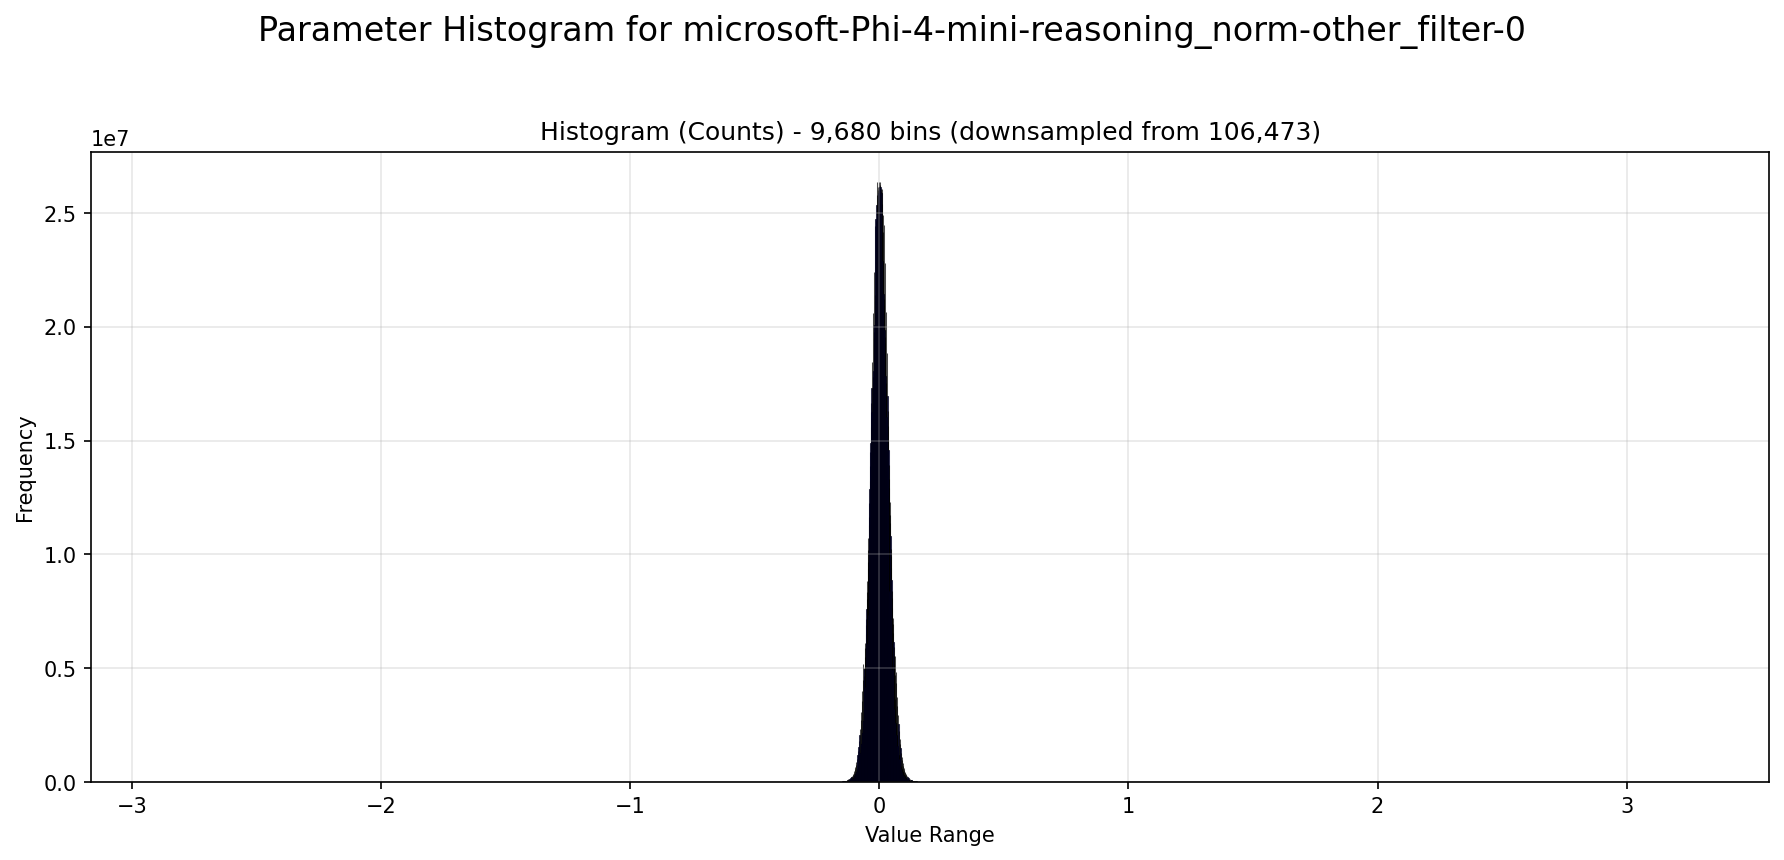 Parameter Histogram for microsoft-Phi-4-mini-reasoning_norm-other_filter-0
Histogram (Counts) - 9,680 bins (downsampled from 106,473)
1e7
2.5
2.0
1.5
1.0
0.5
0.0
Frequency
−3 −2 −1 0 1 2 3
Value Range